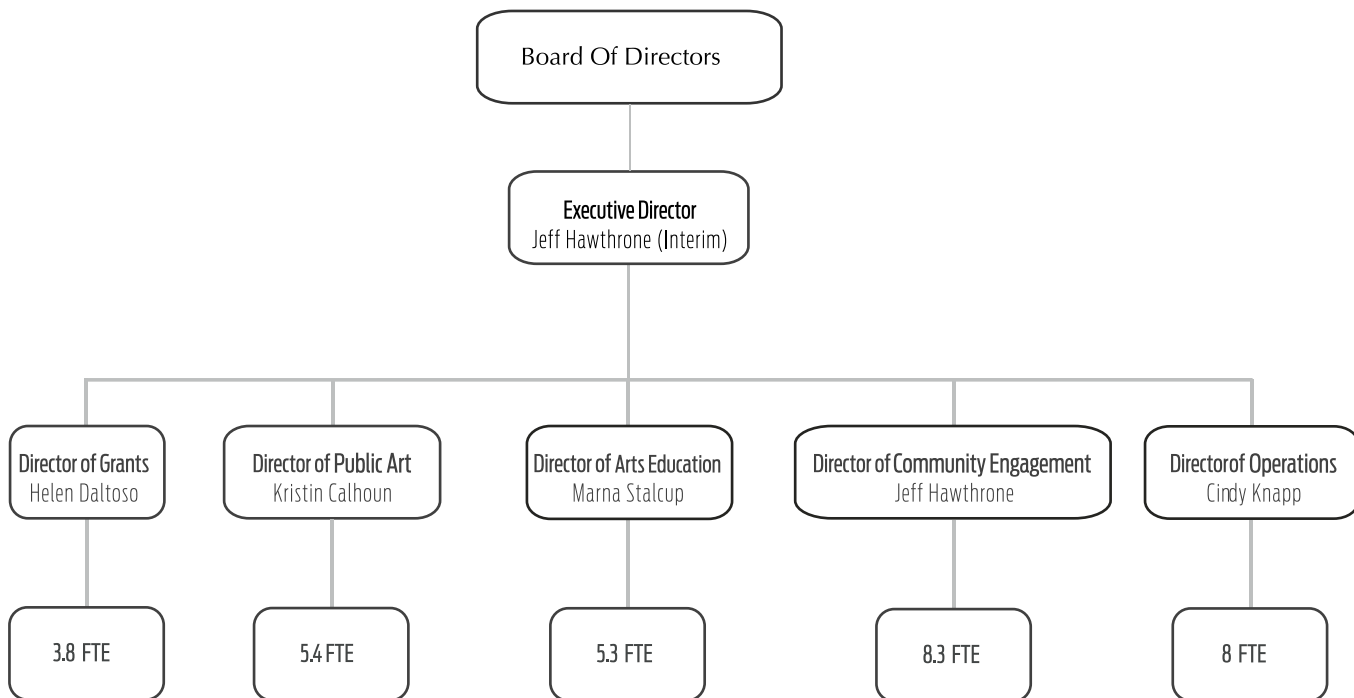 Board Of Directors
Executive Director
Jeff Hawthrone (Interim)
Director of Grants
Helen Daltoso
Director of Public Art
Kristin Calhoun
Director of Arts Education
Marna Stalcup
Director of Community Engagement
Jeff Hawthrone
Director of Operations
Cindy Knapp
3.8 FTE
5.4 FTE
5.3 FTE
8.3 FTE
8 FTE